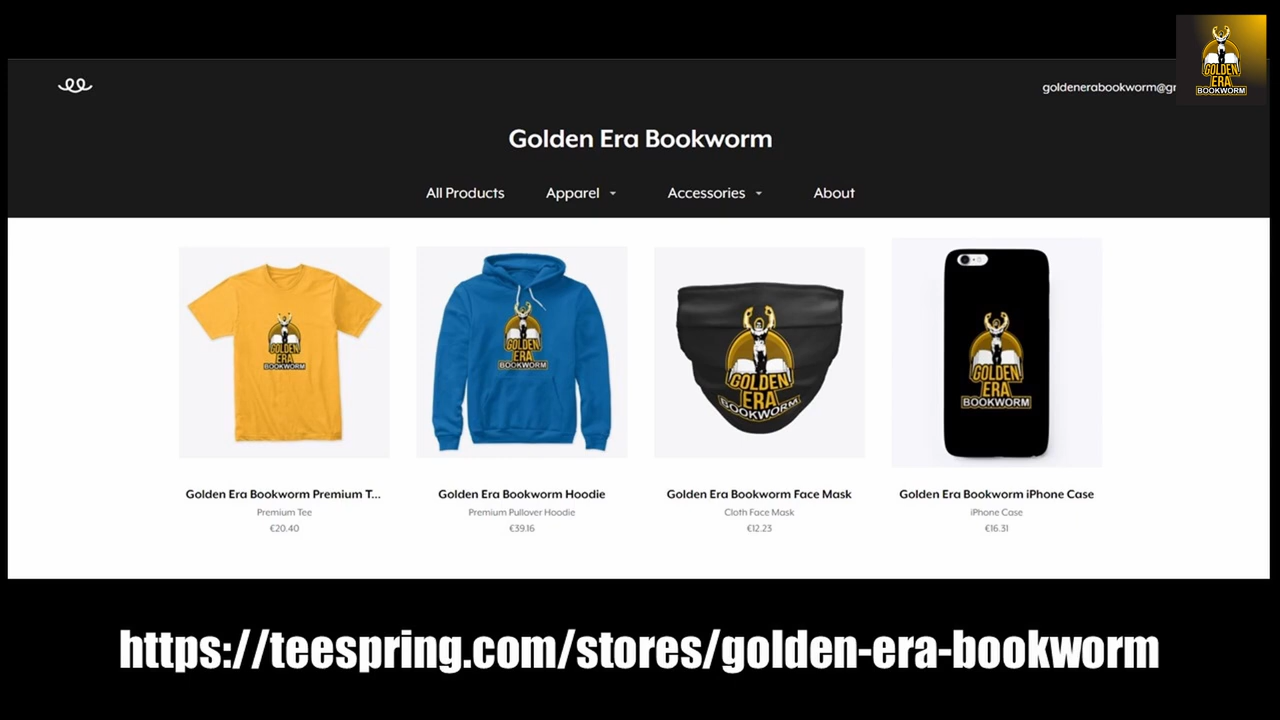 goldenerabookworm@gr
GOLDEN
ERA
BOOKWORM
Golden Era Bookworm
All Products Apparel Accessories About
GOLDEN
ERA
BOOKWORM
GOLDEN
ERA
BOOKWORM
GOLDEN
ERA
BOOKWORM
GOLDEN
ERA
BOOKWORM
Golden Era Bookworm Premium T...
Premium Tee
€20.40
Golden Era Bookworm Hoodie
Premium Pullover Hoodie
€39.16
Golden Era Bookworm Face Mask
Cloth Face Mask
€12.23
Golden Era Bookworm iPhone Case
iPhone Case
€16.31
https://teespring.com/stores/golden-era-bookworm